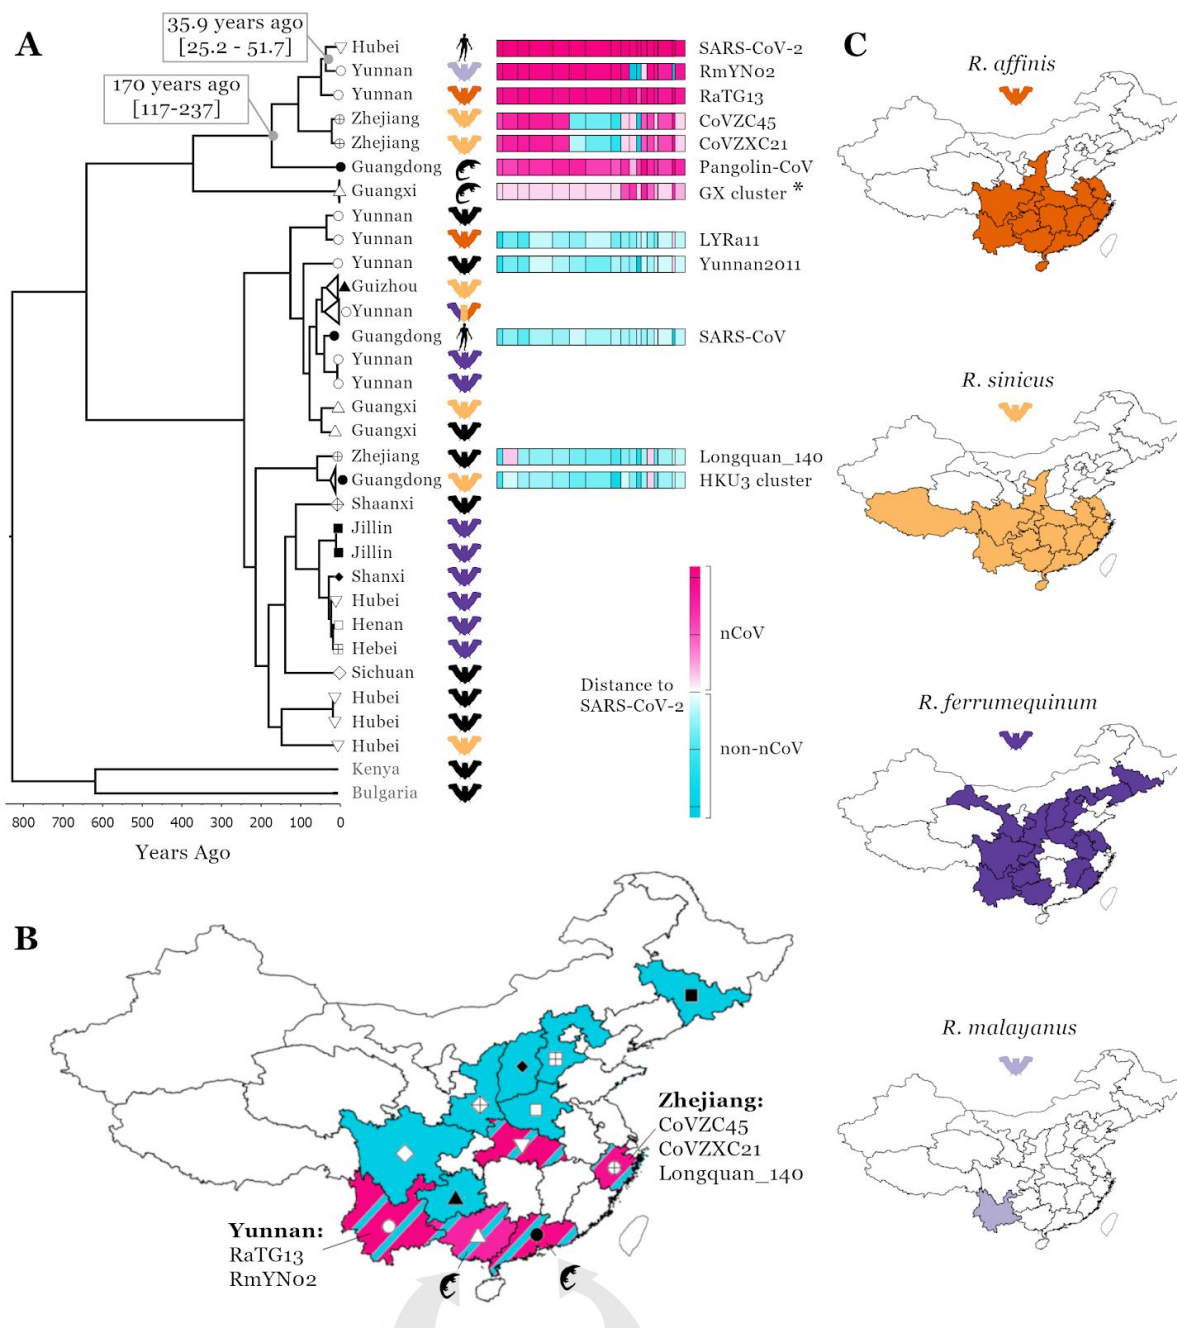 A
35.9 years ago
[25.2 - 51.7]
170 years ago
[117-237]
Hubei
SARS-CoV-2
Yunnan
RmYN02
Yunnan
RaTG13
Zhejiang
CoVZC45
Zhejiang
CoVZXC21
Guangdong
Pangolin-CoV
Guangxi
GX cluster *
Yunnan
Yunnan
LYRa11
Yunnan
Yunnan2011
Guizhou
Yunnan
Guangdong
SARS-CoV
Yunnan
Yunnan
Guangxi
Guangxi
Zhejiang
Longquan_140
Guangdong
HKU3 cluster
Shaanxi
Jillin
Jillin
Shanxi
Hubei
Henan
Hebei
Sichuan
Hubei
Hubei
Hubei
Kenya
Bulgaria
800 700 600 500 400 300 200 100 0
Years Ago
nCoV
Distance to
SARS-CoV-2
non-nCoV
B
Zhejiang:
CoVZC45
CoVZXC21
Longquan_140
Yunnan:
RaTG13
RmYN02
C
R. affinis
R. sinicus
R. ferrumequinum
R. malayanus